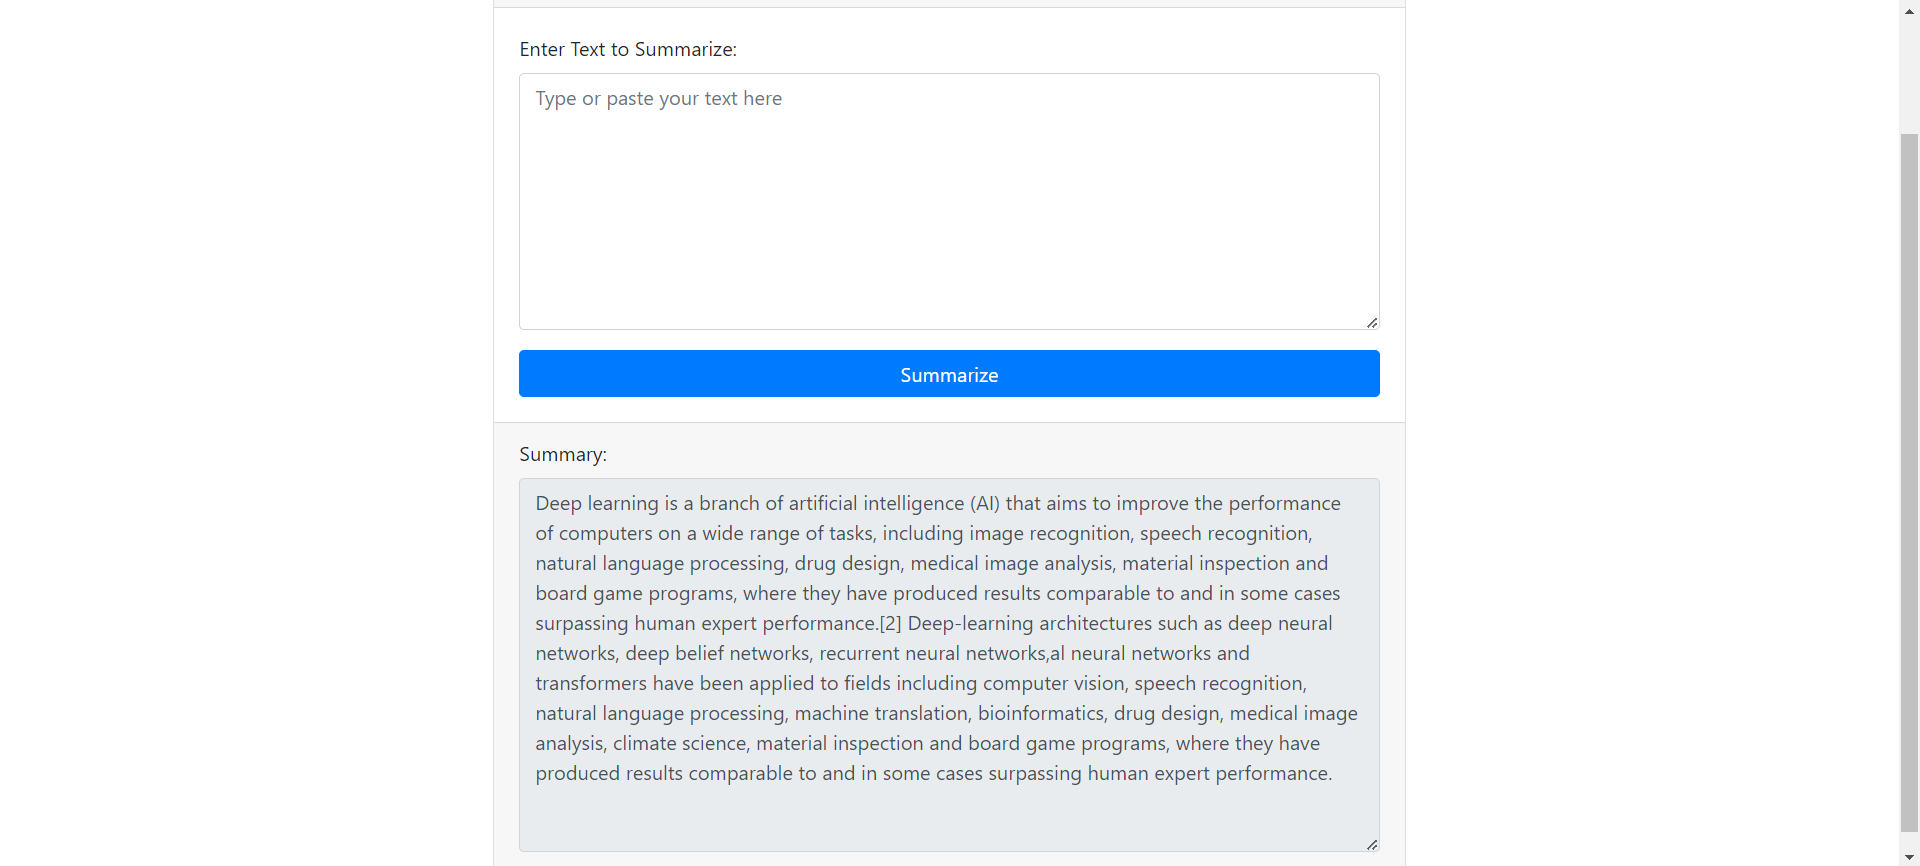 Enter Text to Summarize:
Type or paste your text here
Summarize
Summary:
Deep learning is a branch of artificial intelligence (AI) that aims to improve the performance
of computers on a wide range of tasks, including image recognition, speech recognition,
natural language processing, drug design, medical image analysis, material inspection and
board game programs, where they have produced results comparable to and in some cases
surpassing human expert performance.[2] Deep-learning architectures such as deep neural
networks, deep belief networks, recurrent neural networks,al neural networks and
transformers have been applied to fields including computer vision, speech recognition,
natural language processing, machine translation, bioinformatics, drug design, medical image
analysis, climate science, material inspection and board game programs, where they have
produced results comparable to and in some cases surpassing human expert performance.